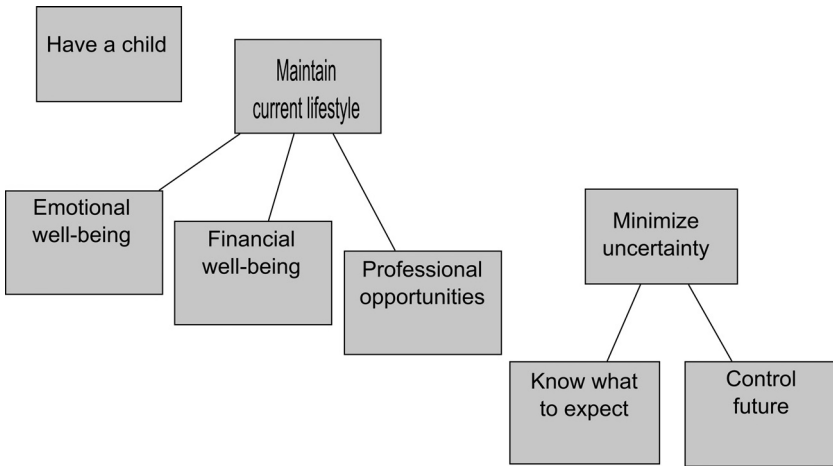 Have a child
Maintain
current lifestyle
Emotional
well-being
Financial
well-being
Professional
opportunities
Minimize
uncertainty
Know what
to expect
Control
future